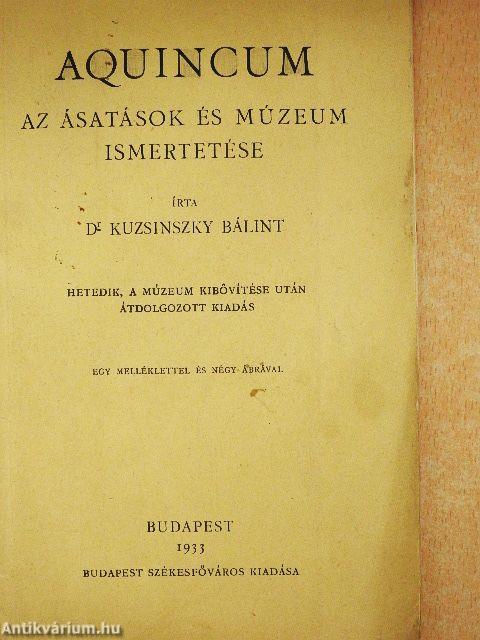 AQUINCUM
AZ ÁSATÁSOK ÉS MÚZEUM
ISMERTETÉSE
ÍRTA
Dr KUZSINSZKY BÁLINT
HETEDIK, A MÚZEUM KIBŐVÍTÉSE UTÁN
ÁTDOLGOZOTT KIADÁS
EGY MELLÉKLETTEL ÉS NÉGY ÁBRÁVAL
BUDAPEST
1933
BUDAPEST SZÉKESFŐVÁROS KIADÁSA
Antikvárium.hu